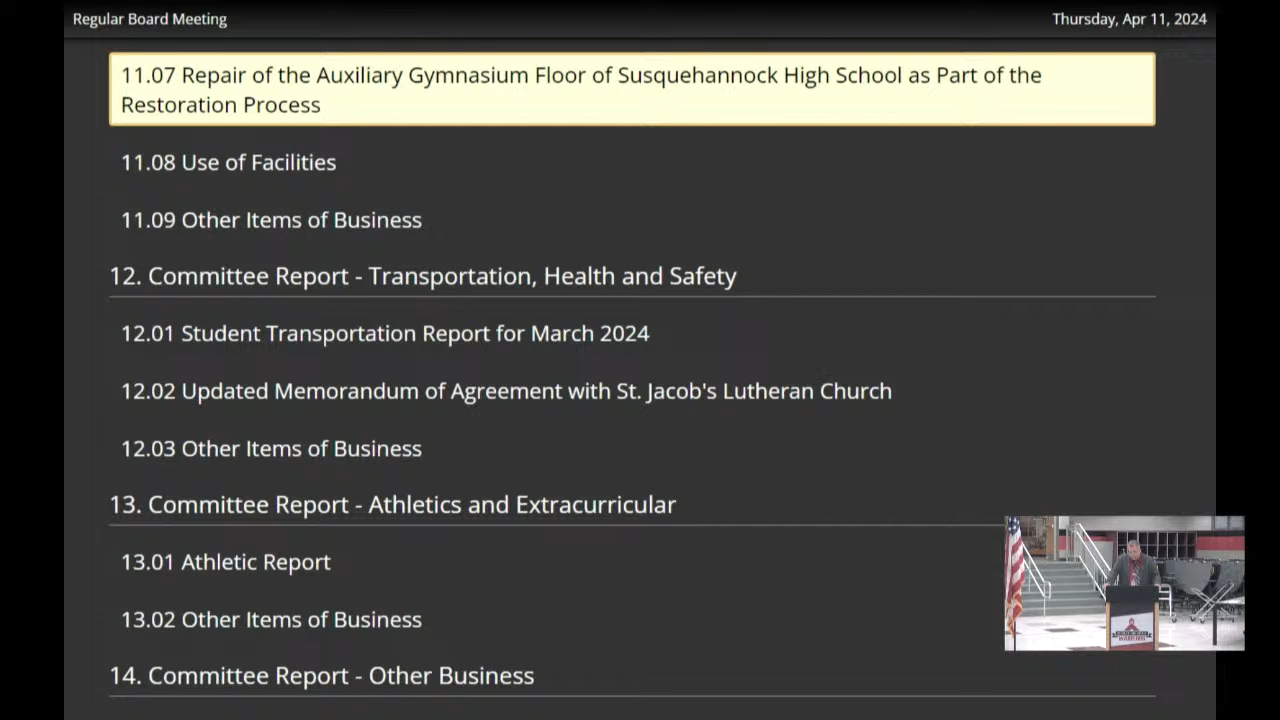 Regular Board Meeting
Thursday, Apr 11, 2024
11.07 Repair of the Auxiliary Gymnasium Floor of Susquehannock High School as Part of the
Restoration Process
11.08 Use of Facilities
11.09 Other Items of Business
12. Committee Report - Transportation, Health and Safety
12.01 Student Transportation Report for March 2024
12.02 Updated Memorandum of Agreement with St. Jacob's Lutheran Church
12.03 Other Items of Business
13. Committee Report - Athletics and Extracurricular
13.01 Athletic Report
13.02 Other Items of Business
14. Committee Report - Other Business